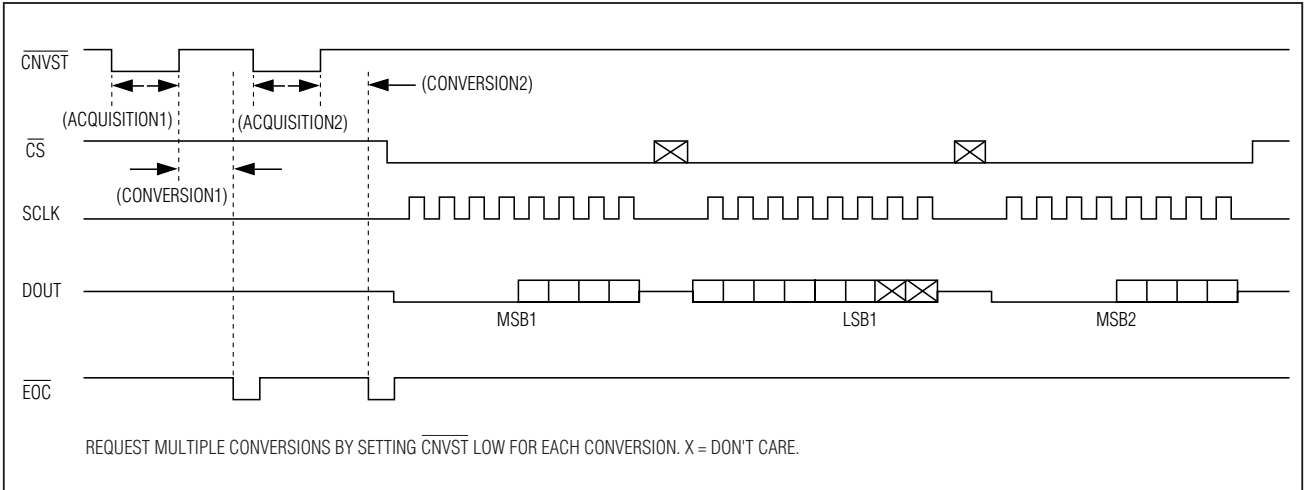 CNVST
(CONVERSION2)
(ACQUISITION1) (ACQUISITION2)
CS
(CONVERSION1)
SCLK
DOUT
MSB1 LSB1 MSB2
EOC
REQUEST MULTIPLE CONVERSIONS BY SETTING CNVST LOW FOR EACH CONVERSION. X = DON'T CARE.